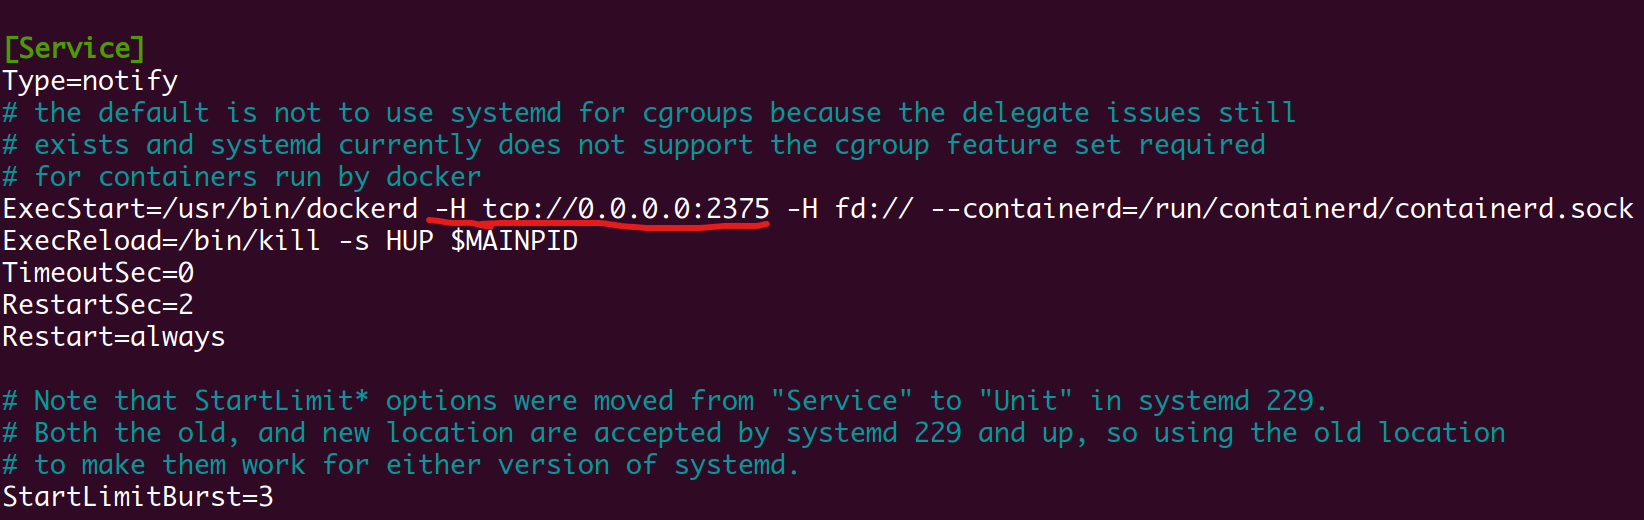 [Service]
Type=notify
# the default is not to use systemd for cgroups because the delegate issues still
# exists and systemd currently does not support the cgroup feature set required
# for containers run by docker
ExecStart=/usr/bin/dockerd -H tcp://0.0.0.0:2375 -H fd:// --containerd=/run/containerd/containerd.sock
ExecReload=/bin/kill -s HUP $MAINPID
TimeoutSec=0
RestartSec=2
Restart=always
# Note that StartLimit* options were moved from "Service" to "Unit" in systemd 229.
# Both the old, and new location are accepted by systemd 229 and up, so using the old location
# to make them work for either version of systemd.
StartLimitBurst=3